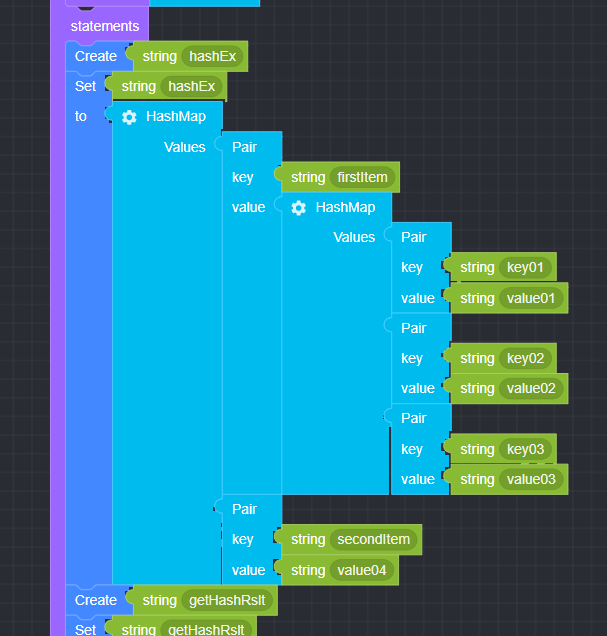 statements
Create string hashEx
Set string hashEx
to HashMap
Values Pair
key string firstItem
value HashMap
Values Pair
key string key01
value string value01
Pair
key string key02
value string value02
Pair
key string key03
value string value03
Pair
key string secondItem
value string value04
Create string getHashRslt
Set string getHashRslt